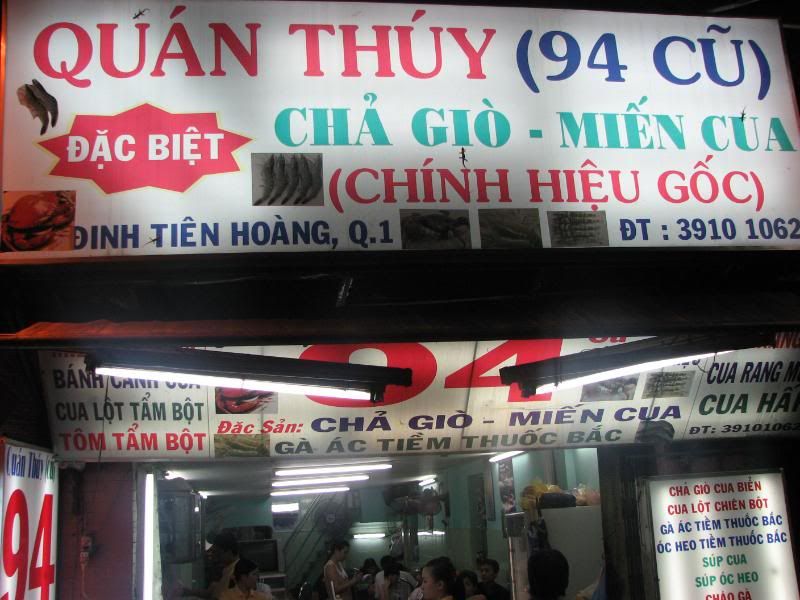 QUÁN THÚY (94 CŨ)
ĐẶC BIỆT
CHẢ GIÒ - MIẾN CUA
(CHÍNH HIỆU GỐC)
ĐINH TIÊN HOÀNG, Q.1
ĐT : 3910 1062
94
BÁNH CANH CUA
CUA LỘT TẨM BỘT
TÔM TẨM BỘT
Đặc Sản: CHẢ GIÒ - MIẾN CUA
GÀ ÁC TIỀM THUỐC BẮC
CUA RANG
CUA HẤP
ĐT: 39101062
Quán Thúy
94
CHẢ GIÒ CUA BIỂN
CUA LỘT CHIÊN BỘT
GÀ ÁC TIỀM THUỐC BẮC
ÓC HEO TIỀM THUỐC BẮC
SÚP CUA
SÚP ÓC HEO
CHÁO GÀ